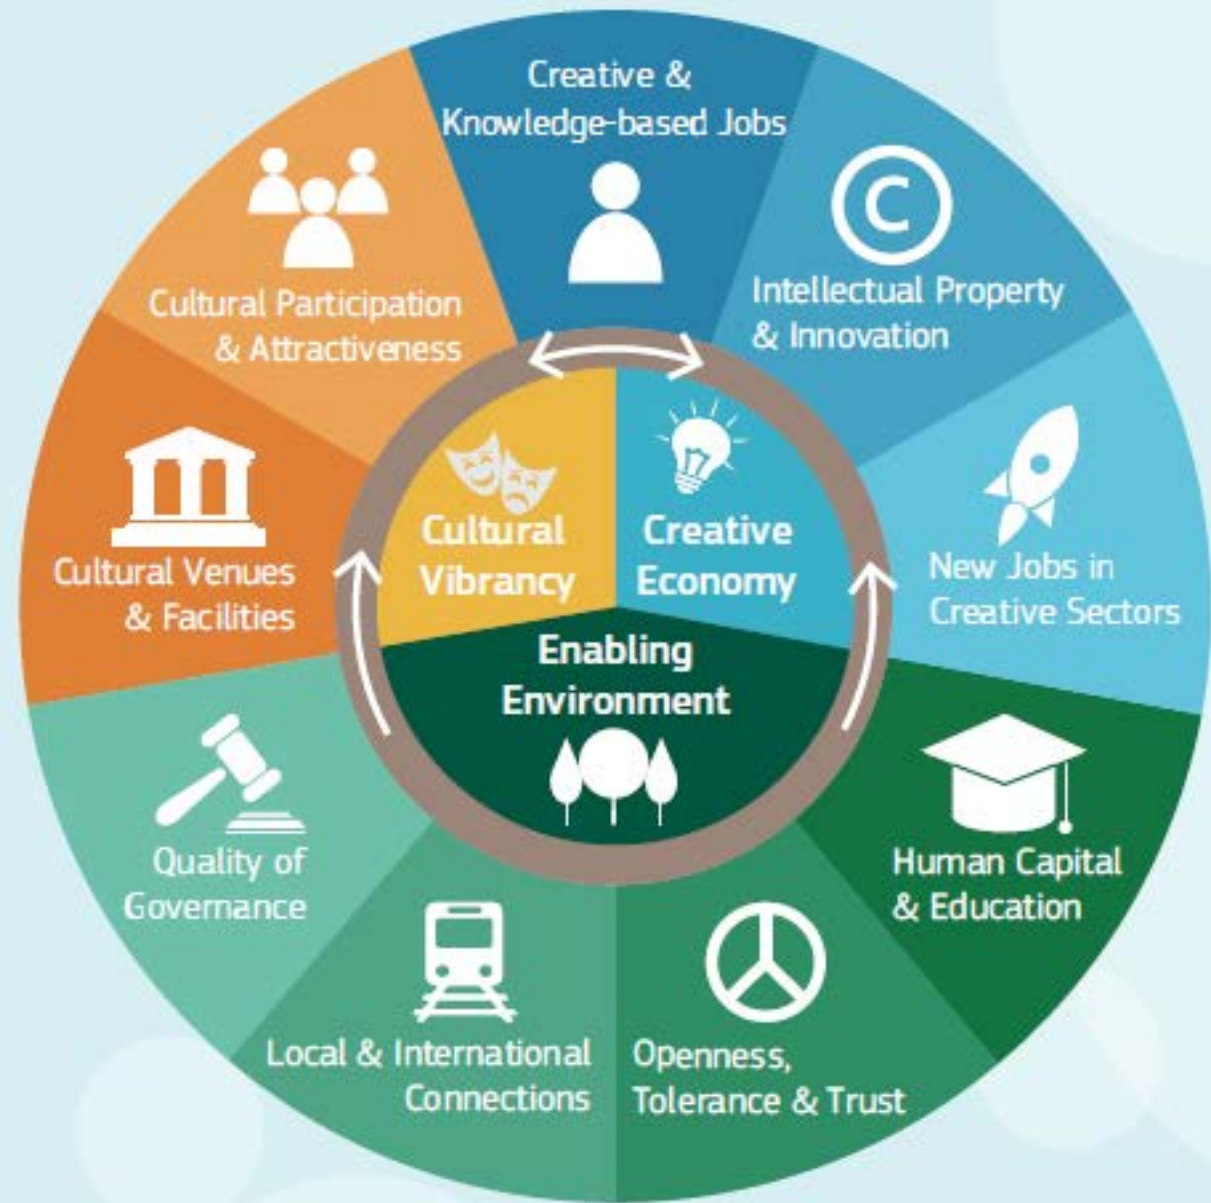 Creative &
Knowledge-based Jobs
C
Intellectual Property
& Innovation
New Jobs in
Creative Sectors
Human Capital
& Education
Openness,
Tolerance & Trust
Local & International
Connections
Quality of
Governance
Cultural Venues
& Facilities
Cultural Participation
& Attractiveness
Cultural
Vibrancy
Creative
Economy
Enabling
Environment